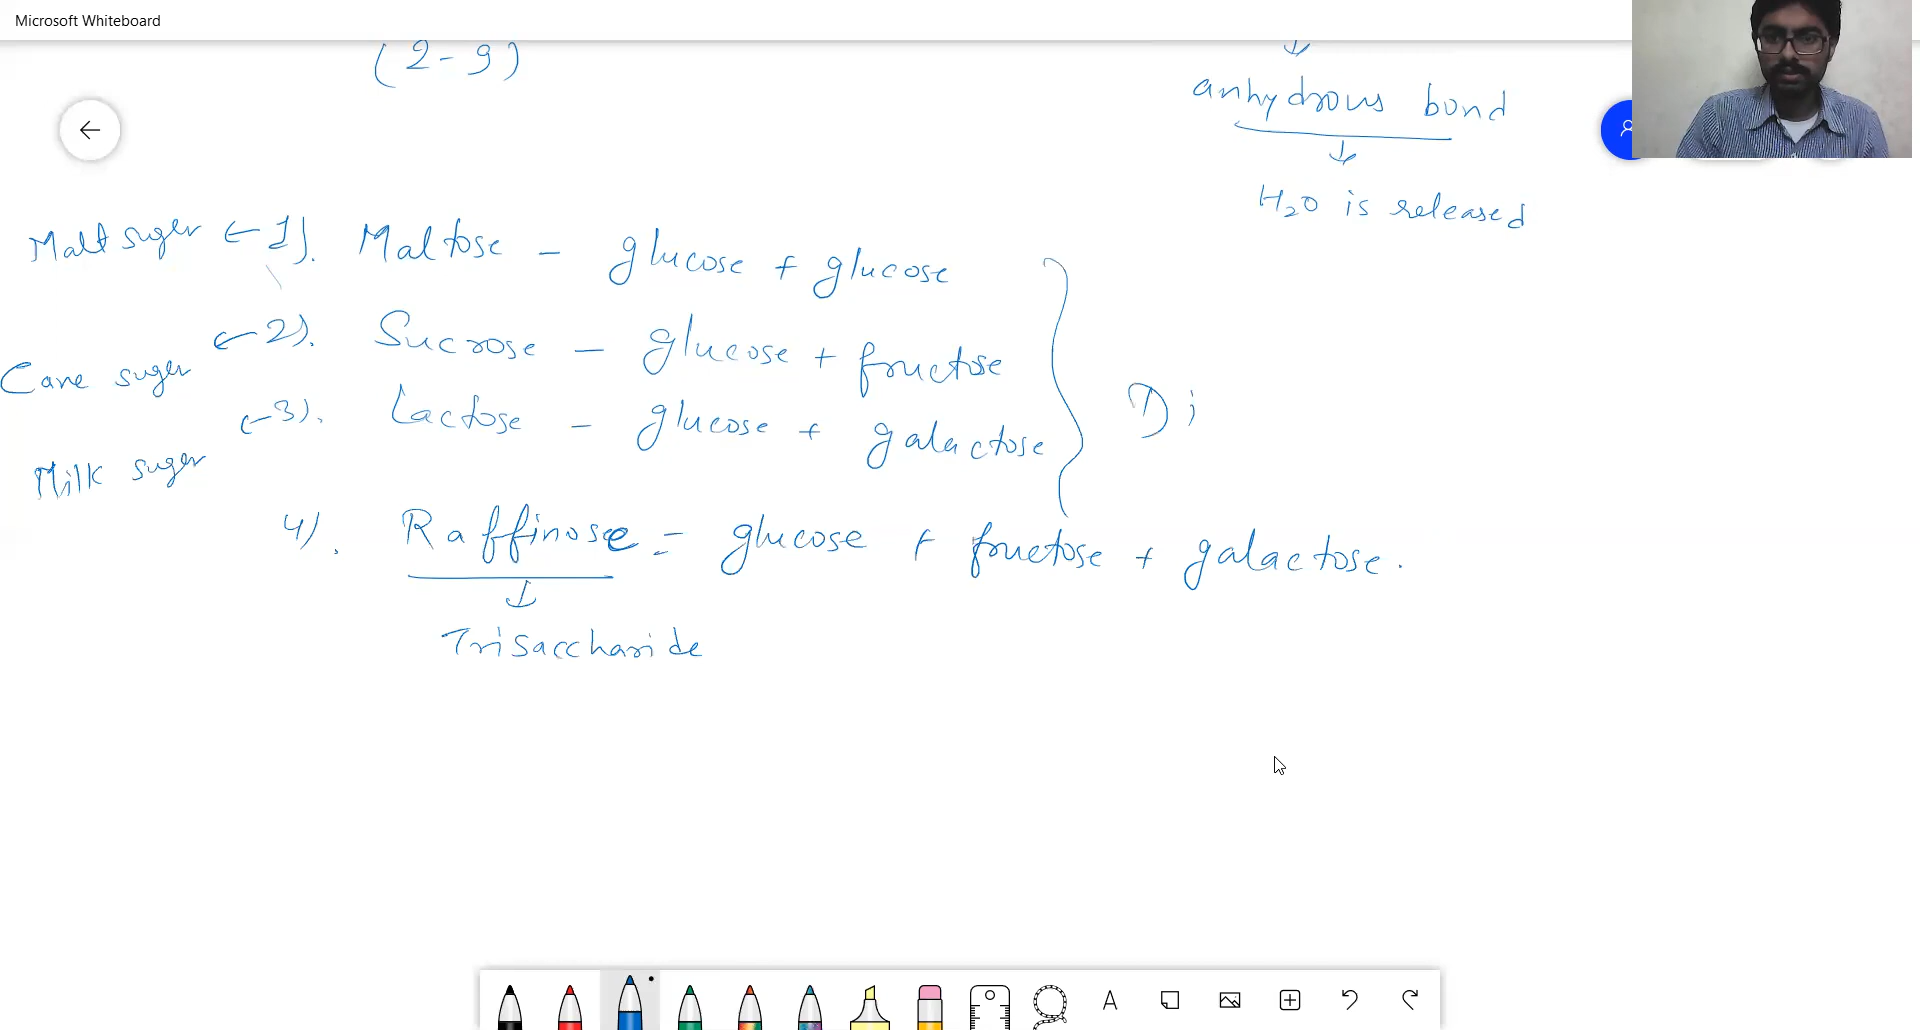 Microsoft Whiteboard
(2-9)
anhydrous bond
H₂O is released
Malt suger ← 1). Maltose - glucose + glucose
← 2). Sucrose - glucose + fructose
Cane suger
← 3). Lactose - glucose + galactose
Di
Milk suger
4). Raffinose = glucose + fructose + galactose.
Trisaccharide